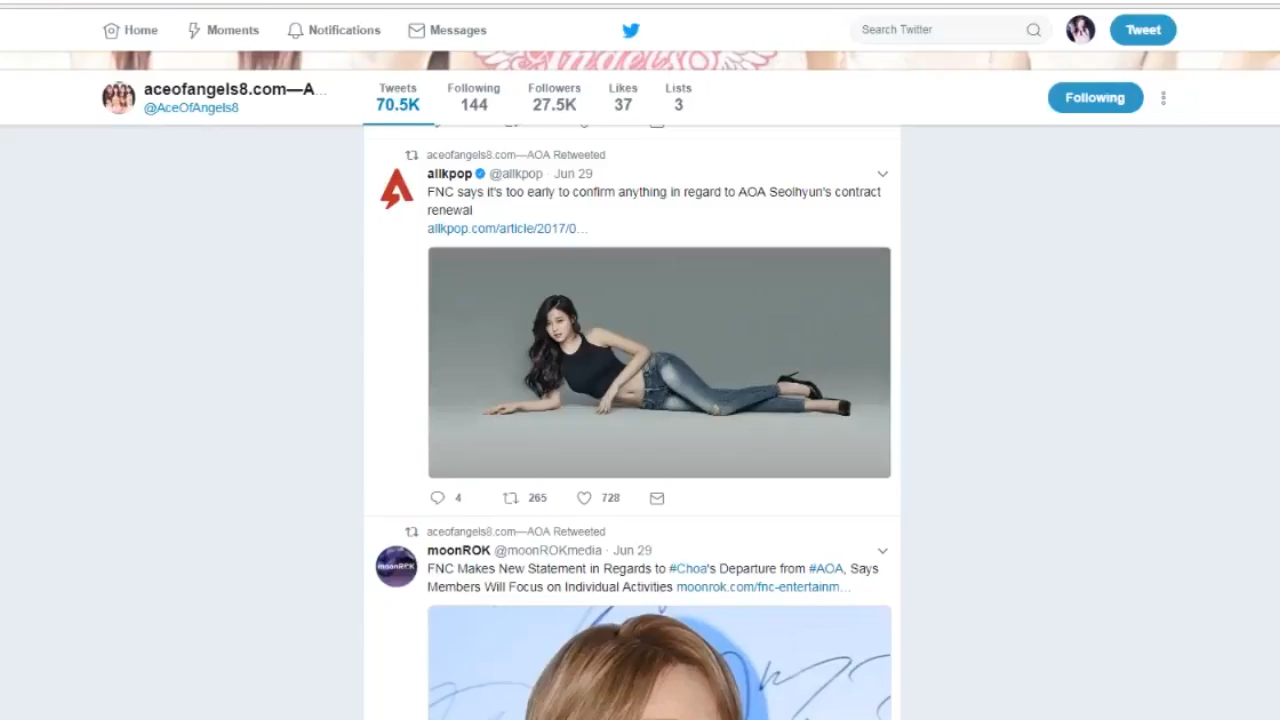 Home Moments Notifications Messages Search Twitter Tweet
aceofangels8.com—A...
@AceOfAngels8
Tweets Following Followers Likes Lists
70.5K 144 27.5K 37 3
Following
aceofangels8.com—AOA Retweeted
allkpop @allkpop · Jun 29
FNC says it's too early to confirm anything in regard to AOA Seolhyun's contract
renewal
allkpop.com/article/2017/0...
4 265 728
aceofangels8.com—AOA Retweeted
moonROK @moonROKmedia · Jun 29
moonROK
FNC Makes New Statement in Regards to #Choa's Departure from #AOA, Says
Members Will Focus on Individual Activities moonrok.com/fnc-entertainm...